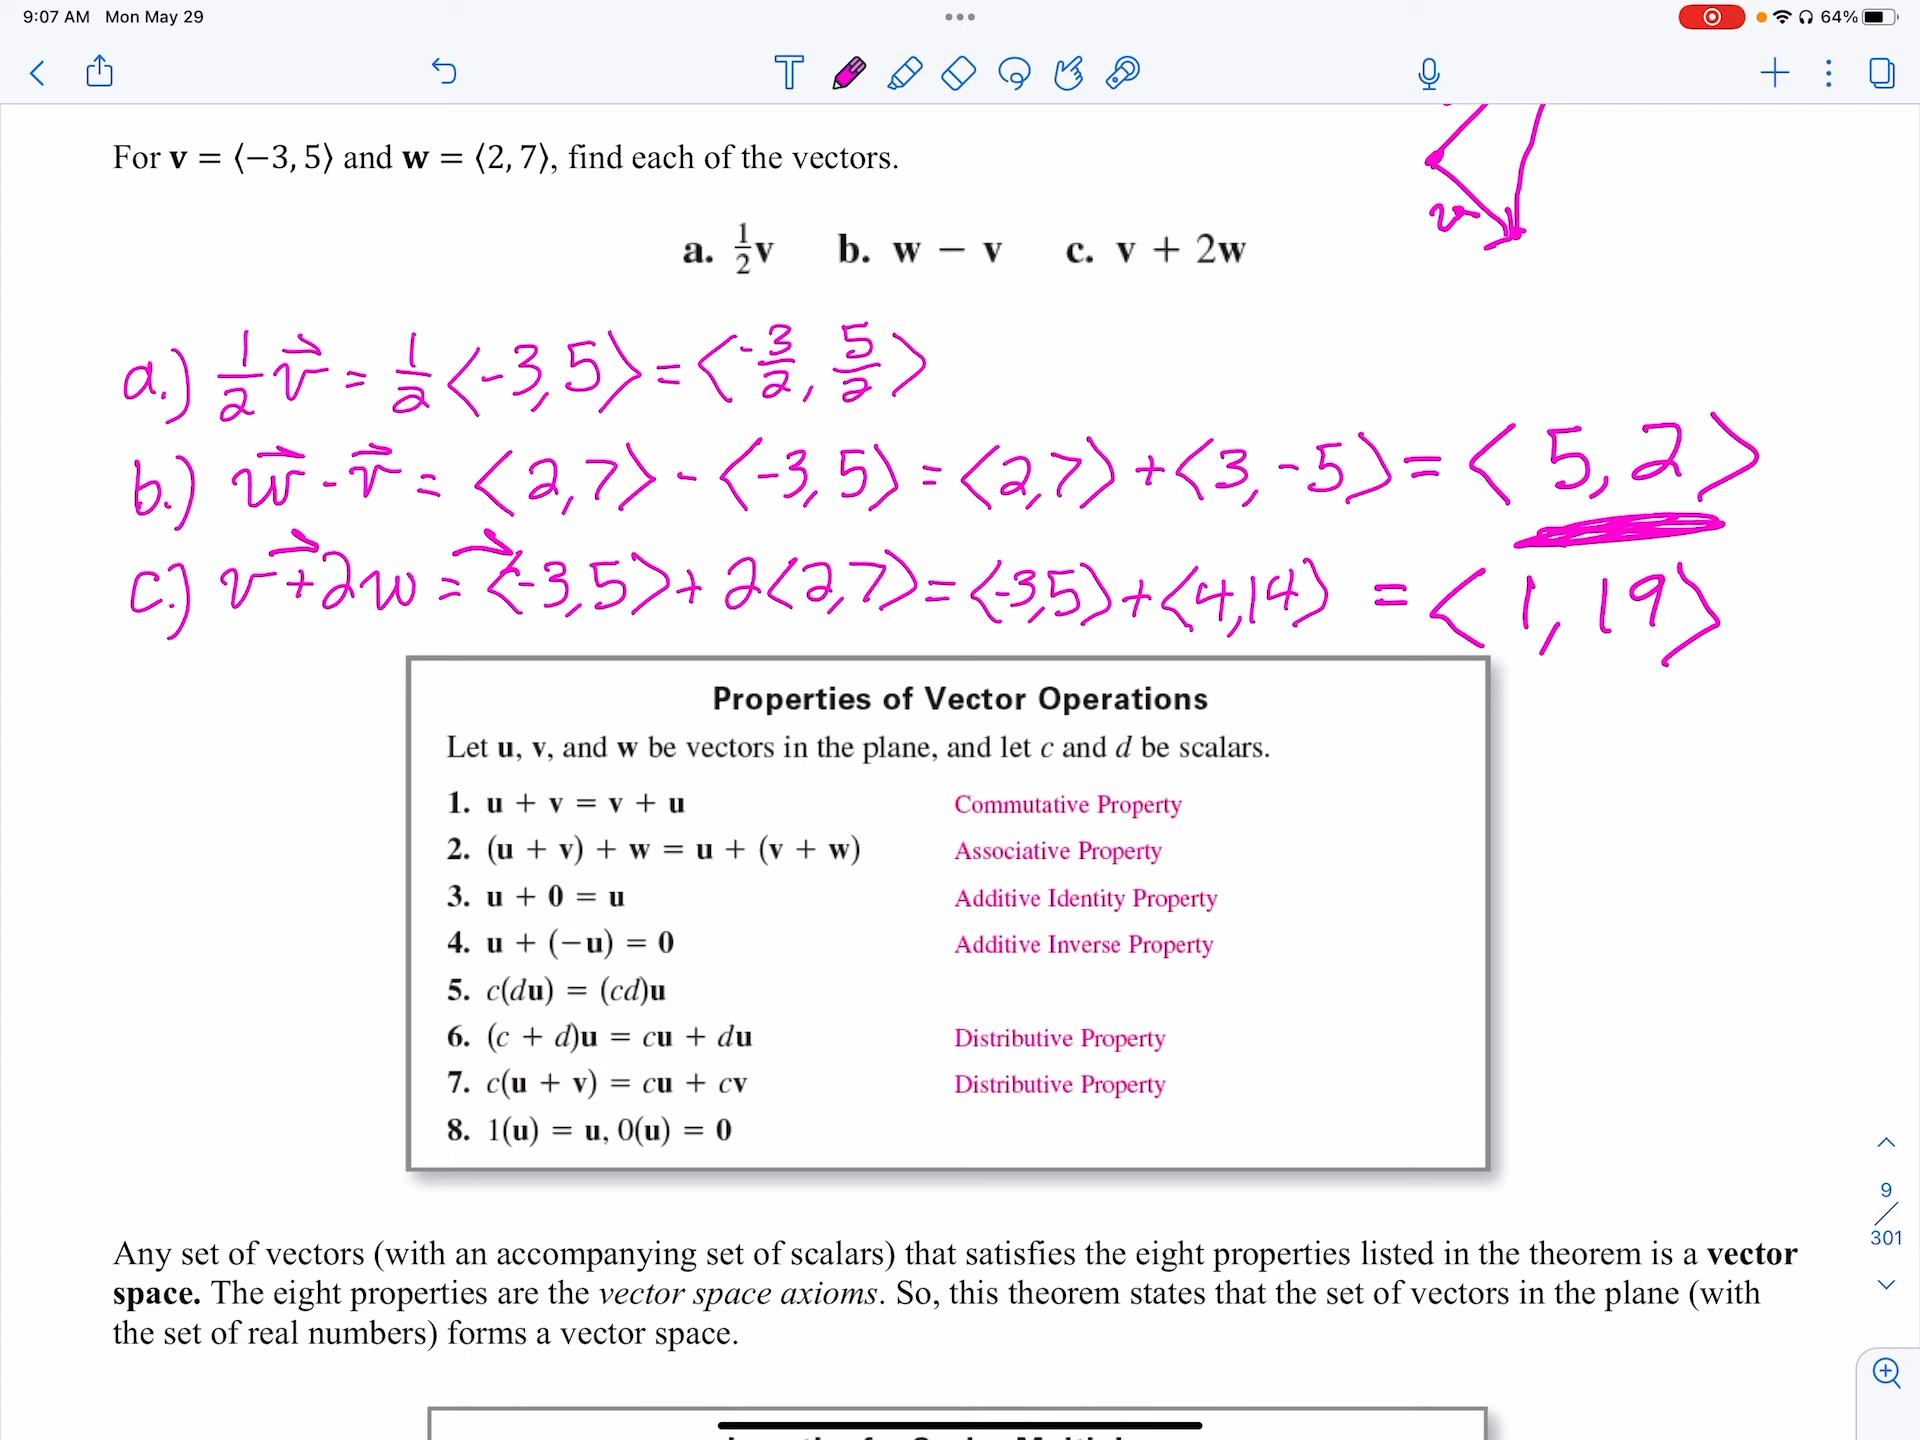 9:07 AM Mon May 29
64%
For v = ⟨−3, 5⟩ and w = ⟨2, 7⟩, find each of the vectors.
a. ½v b. w − v c. v + 2w
v
a.) ½v⃗ = ½⟨-3,5⟩ = ⟨-3/2, 5/2⟩
b.) w⃗ - v⃗ = ⟨2,7⟩ - ⟨-3,5⟩ = ⟨2,7⟩ + ⟨3,-5⟩ = ⟨5,2⟩
c.) v + 2w = ⟨-3,5⟩ + 2⟨2,7⟩ = ⟨-3,5⟩ + ⟨4,14⟩ = ⟨1,19⟩
Properties of Vector Operations
Let u, v, and w be vectors in the plane, and let c and d be scalars.
1. u + v = v + u Commutative Property
2. (u + v) + w = u + (v + w) Associative Property
3. u + 0 = u Additive Identity Property
4. u + (−u) = 0 Additive Inverse Property
5. c(du) = (cd)u
6. (c + d)u = cu + du Distributive Property
7. c(u + v) = cu + cv Distributive Property
8. 1(u) = u, 0(u) = 0
9
/
301
Any set of vectors (with an accompanying set of scalars) that satisfies the eight properties listed in the theorem is a vector
space. The eight properties are the vector space axioms. So, this theorem states that the set of vectors in the plane (with
the set of real numbers) forms a vector space.